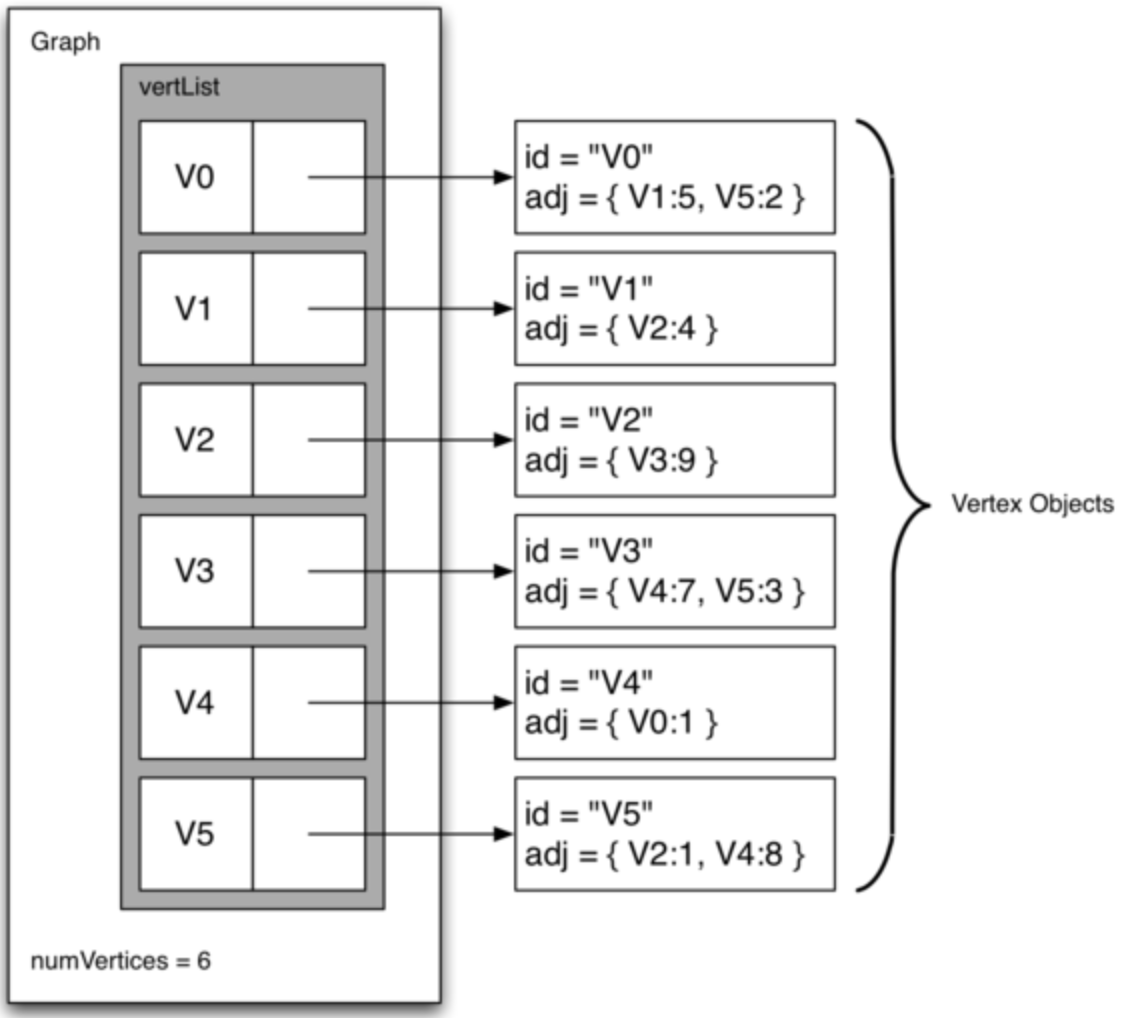 Graph
vertList
V0
id = "V0"
adj = { V1:5, V5:2 }
V1
id = "V1"
adj = { V2:4 }
V2
id = "V2"
adj = { V3:9 }
Vertex Objects
V3
id = "V3"
adj = { V4:7, V5:3 }
V4
id = "V4"
adj = { V0:1 }
V5
id = "V5"
adj = { V2:1, V4:8 }
numVertices = 6